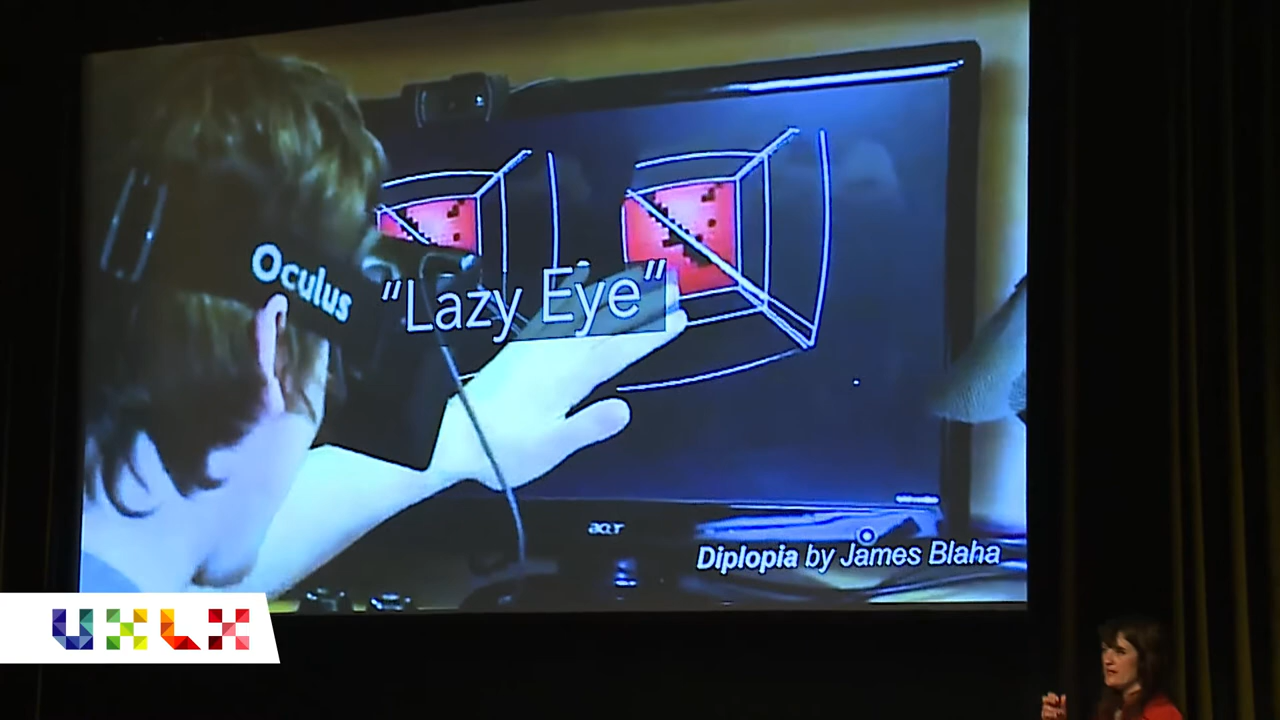 Oculus
“Lazy Eye”
acer
Diplopia by James Blaha
UXLX